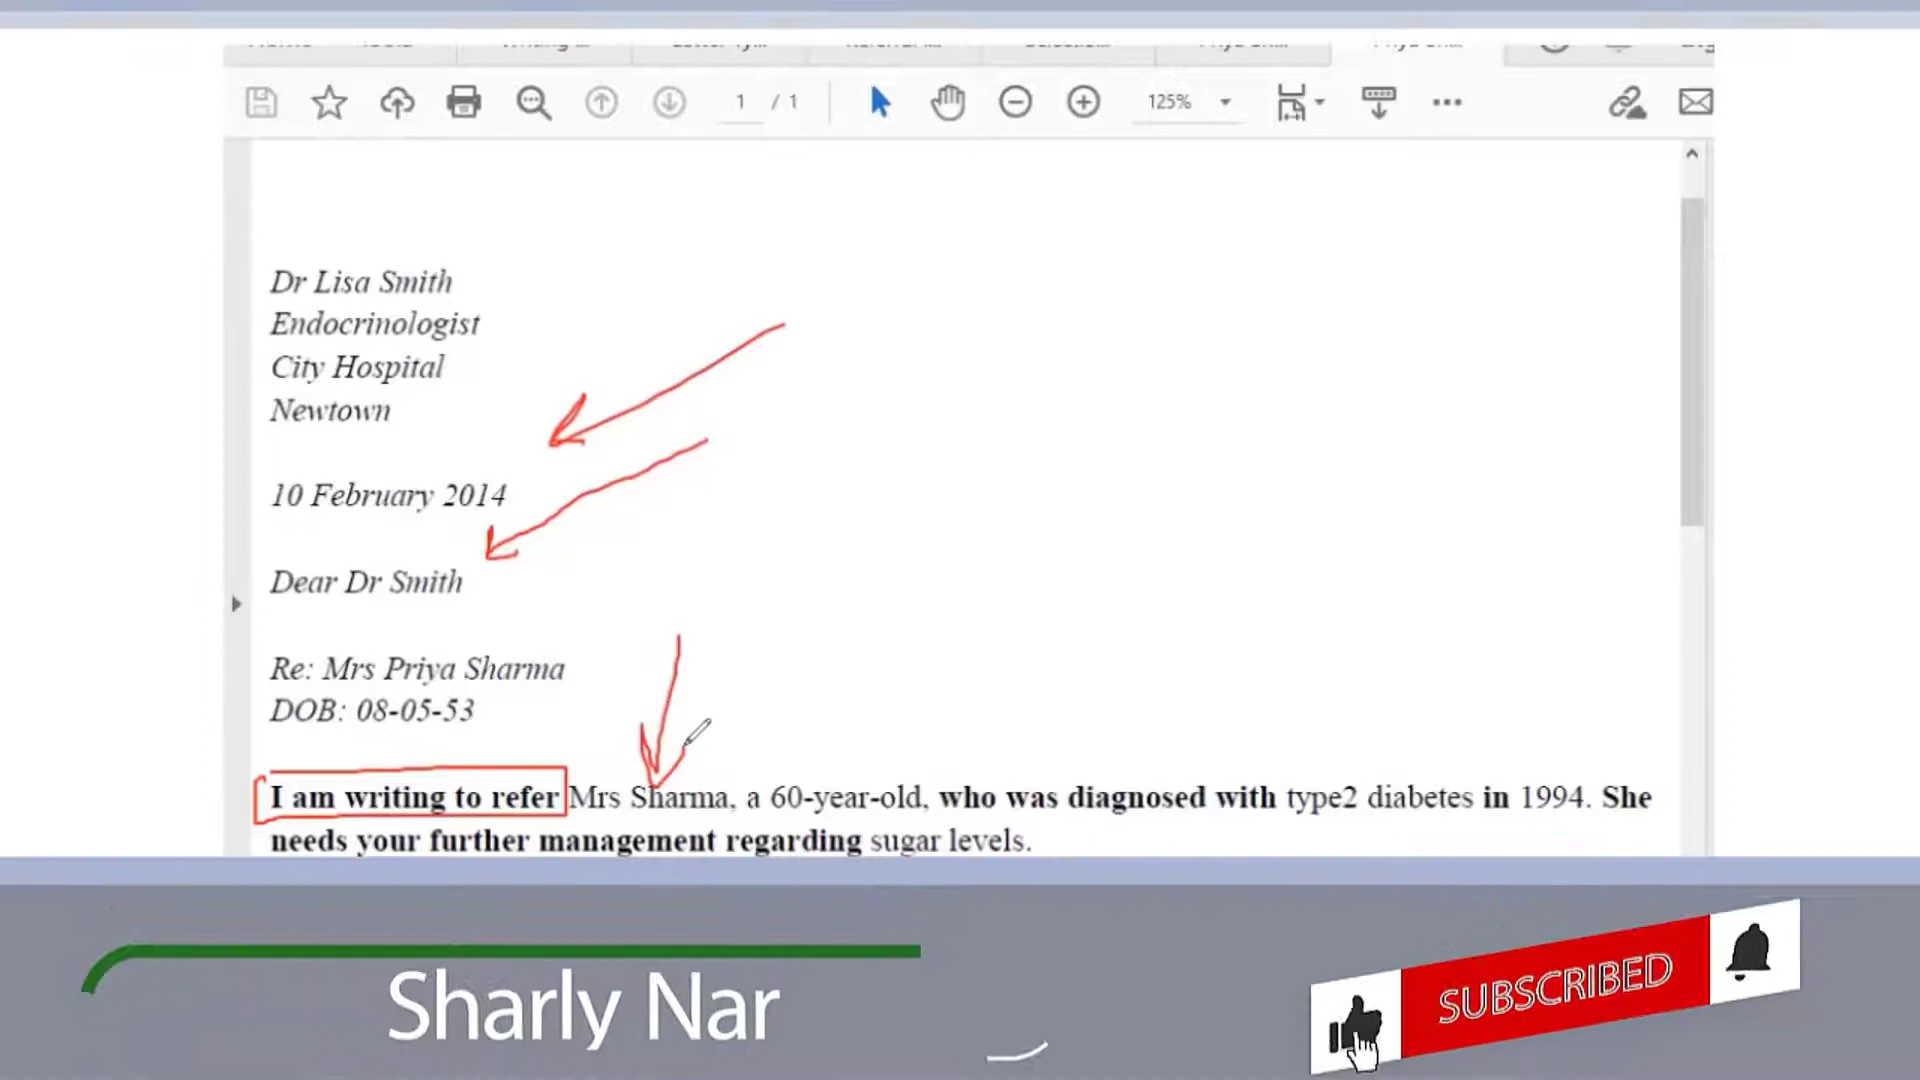 1 / 1
125%
Dr Lisa Smith
Endocrinologist
City Hospital
Newtown
10 February 2014
Dear Dr Smith
Re: Mrs Priya Sharma
DOB: 08-05-53
I am writing to refer Mrs Sharma, a 60-year-old, who was diagnosed with type2 diabetes in 1994. She
needs your further management regarding sugar levels.
Sharly Nar
SUBSCRIBED